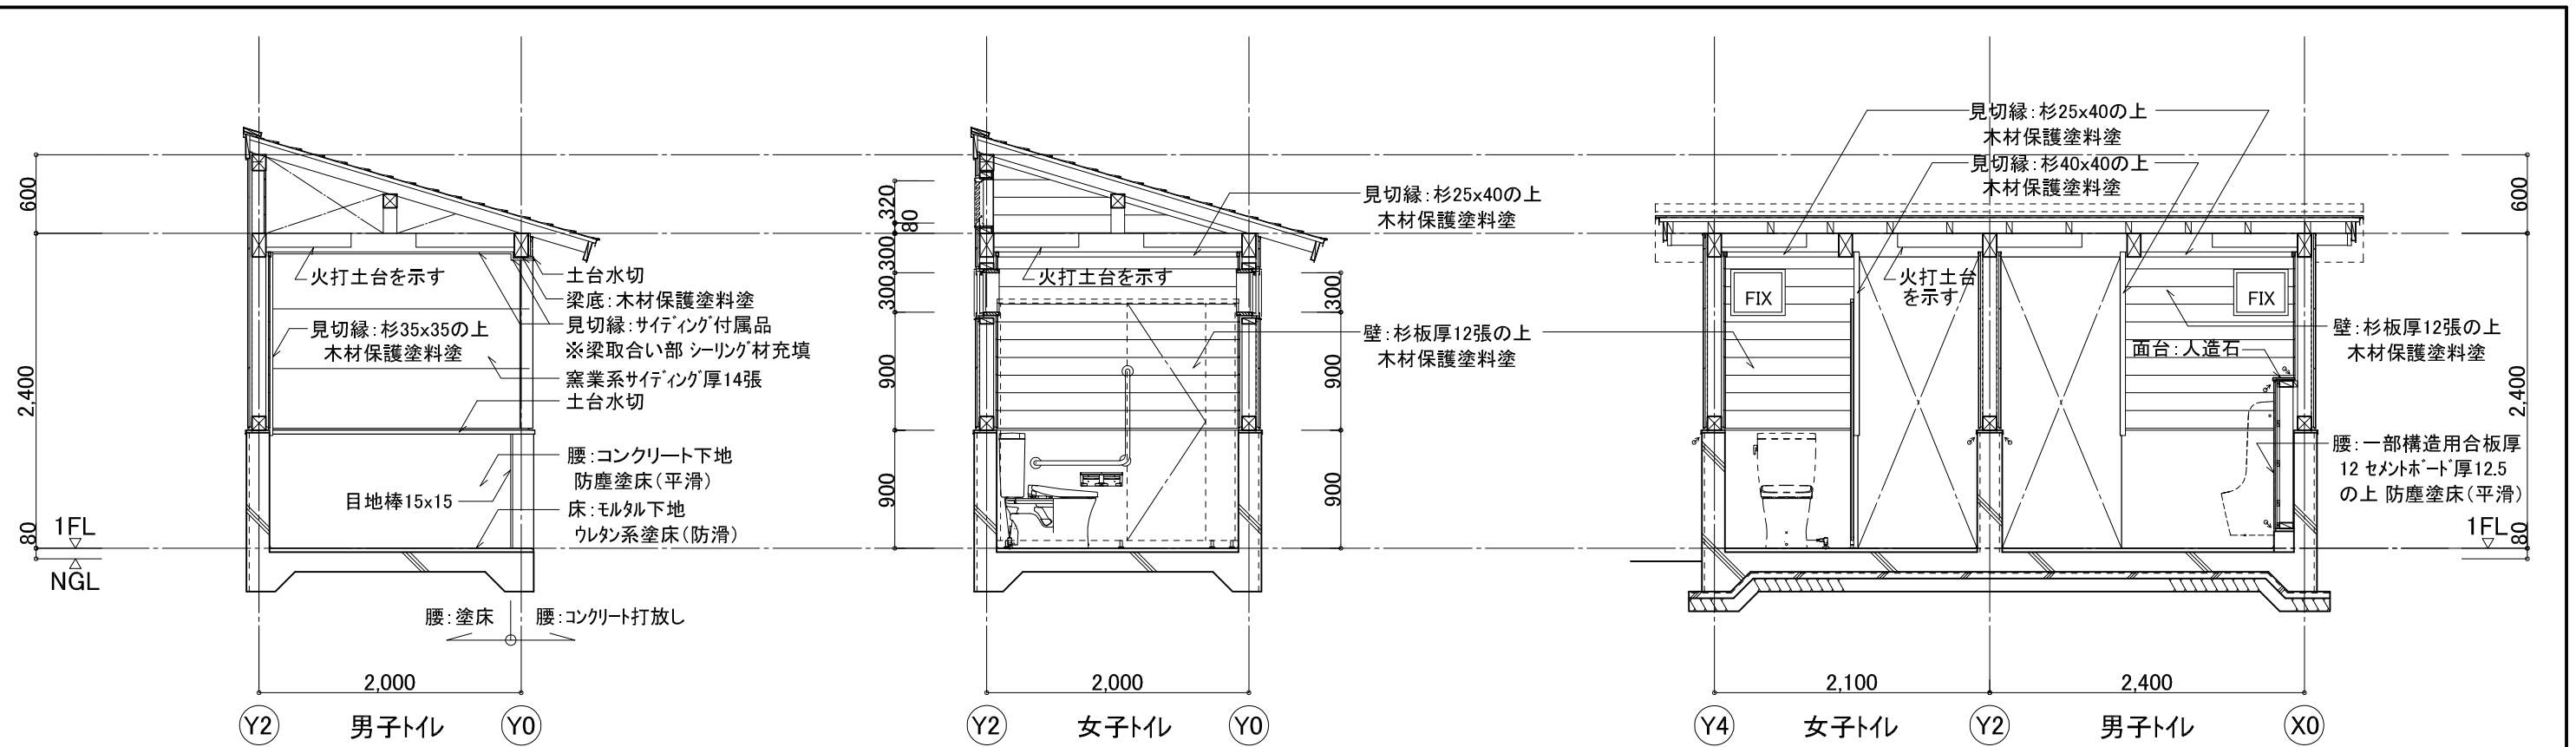 600
2,400
80
1FL
NGL
火打土台を示す
見切縁：杉35x35の上
木材保護塗料塗
土台水切
梁底：木材保護塗料塗
見切縁：サイディング付属品
※梁取合い部 シーリング材充填
窯業系サイディング厚14張
土台水切
腰：コンクリート下地
防塵塗床（平滑）
目地棒15x15
床：モルタル下地
ウレタン系塗床（防滑）
腰：塗床
腰：コンクリート打放し
2,000
Y2
男子トイレ
Y0
320
80
300
300
900
900
火打土台を示す
見切縁：杉25x40の上
木材保護塗料塗
300
900
900
壁：杉板厚12張の上
木材保護塗料塗
2,000
Y2
女子トイレ
Y0
見切縁：杉25x40の上
木材保護塗料塗
見切縁：杉40x40の上
木材保護塗料塗
FIX
火打土台
を示す
FIX
壁：杉板厚12張の上
木材保護塗料塗
面台：人造石
腰：一部構造用合板厚
12 セメントボード厚12.5
の上 防塵塗床（平滑）
600
2,400
1FL
80
2,100
2,400
Y4
女子トイレ
Y2
男子トイレ
X0